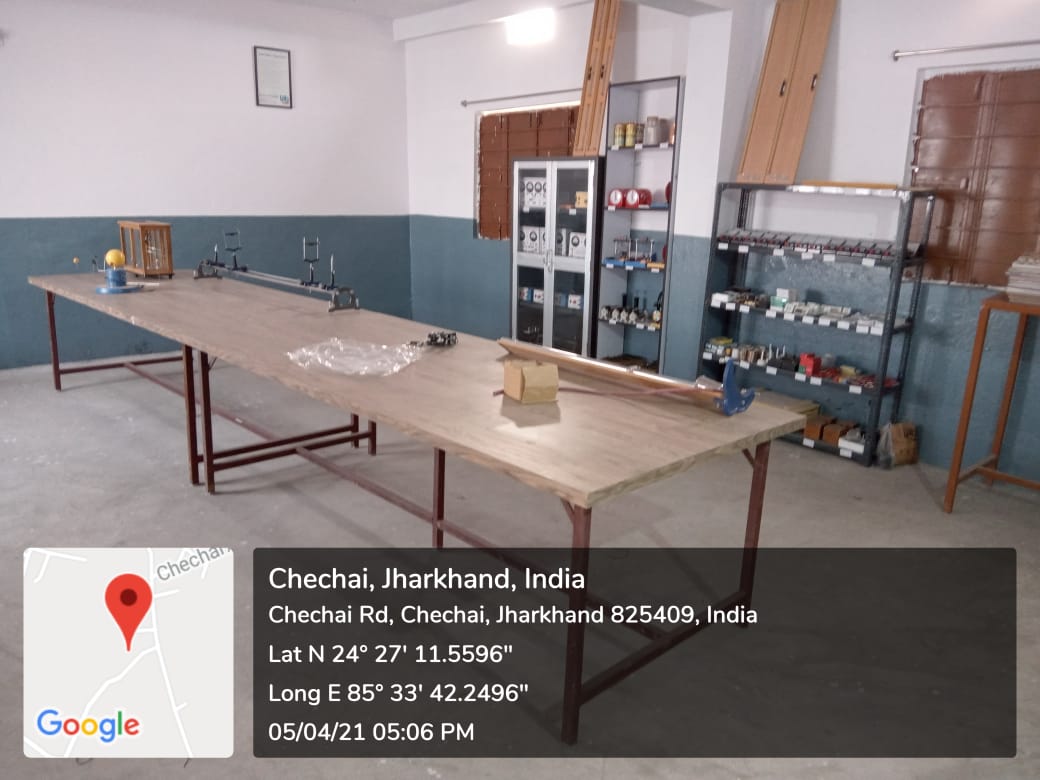 Chechai, Jharkhand, India
Chechai Rd, Chechai, Jharkhand 825409, India
Lat N 24° 27' 11.5596"
Long E 85° 33' 42.2496"
05/04/21 05:06 PM
Google